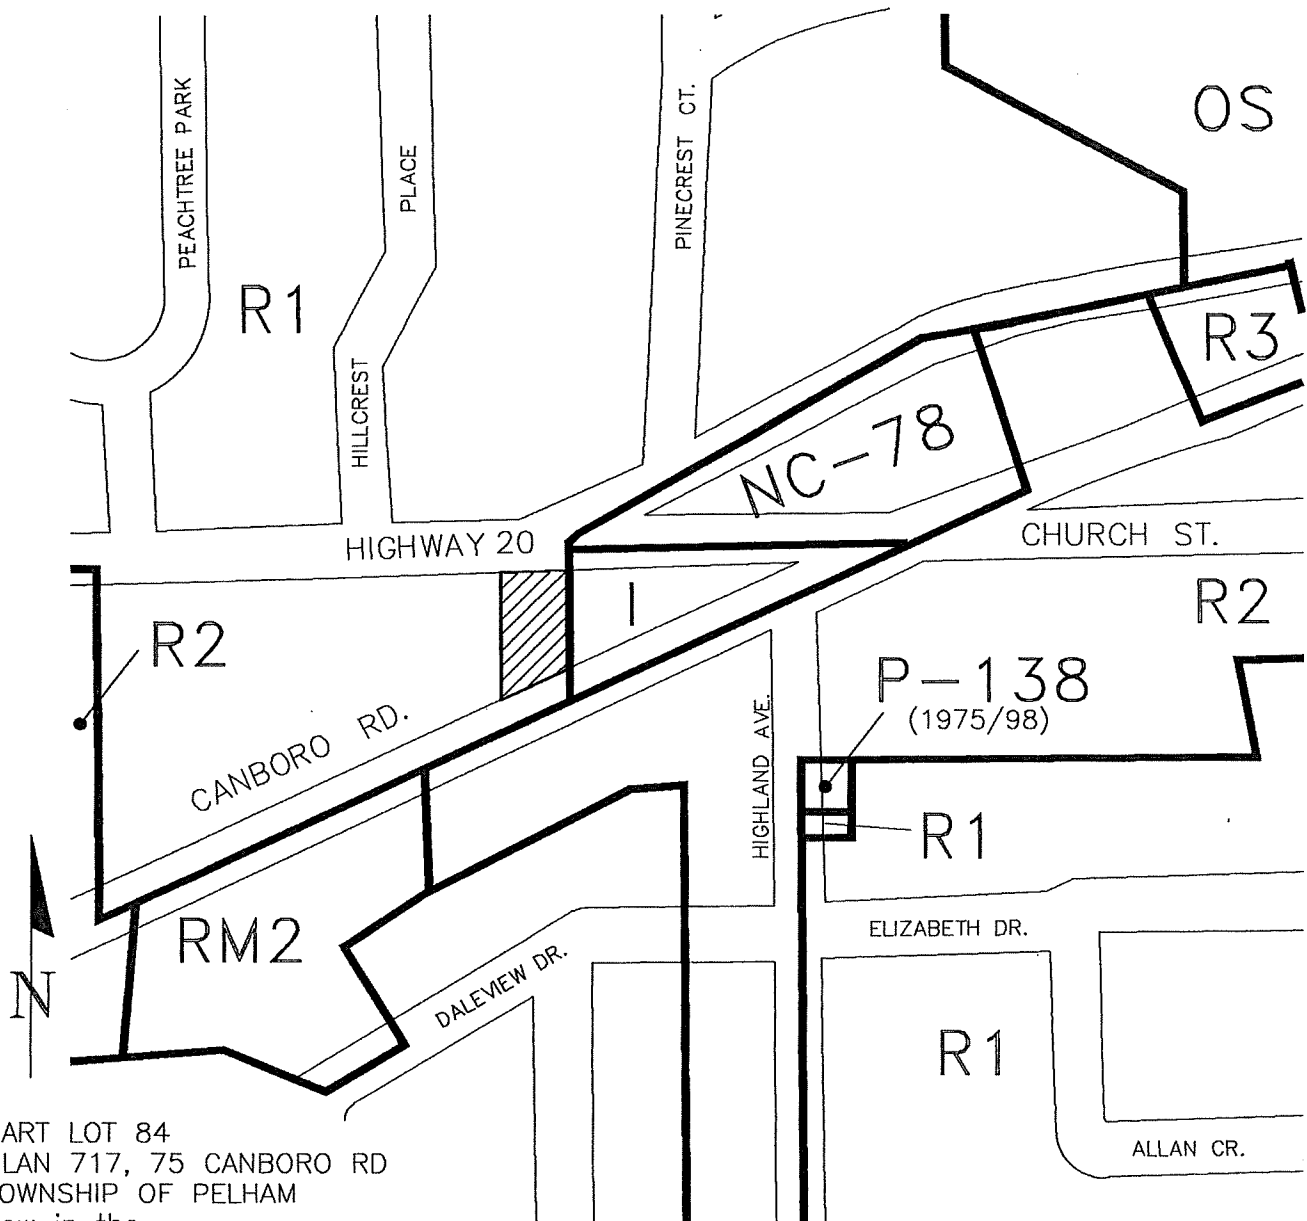 OS
PEACHTREE PARK
PLACE
PINECREST CT.
R1
R3
HILLCREST
NC-78
HIGHWAY 20
CHURCH ST.
I
R2
R2
P-138
(1975/98)
CANBORO RD.
HIGHLAND AVE.
R1
RM2
ELIZABETH DR.
DALEVIEW DR.
N
R1
ART LOT 84
LAN 717, 75 CANBORO RD
ALLAN CR.
OWNSHIP OF PELHAM
in the